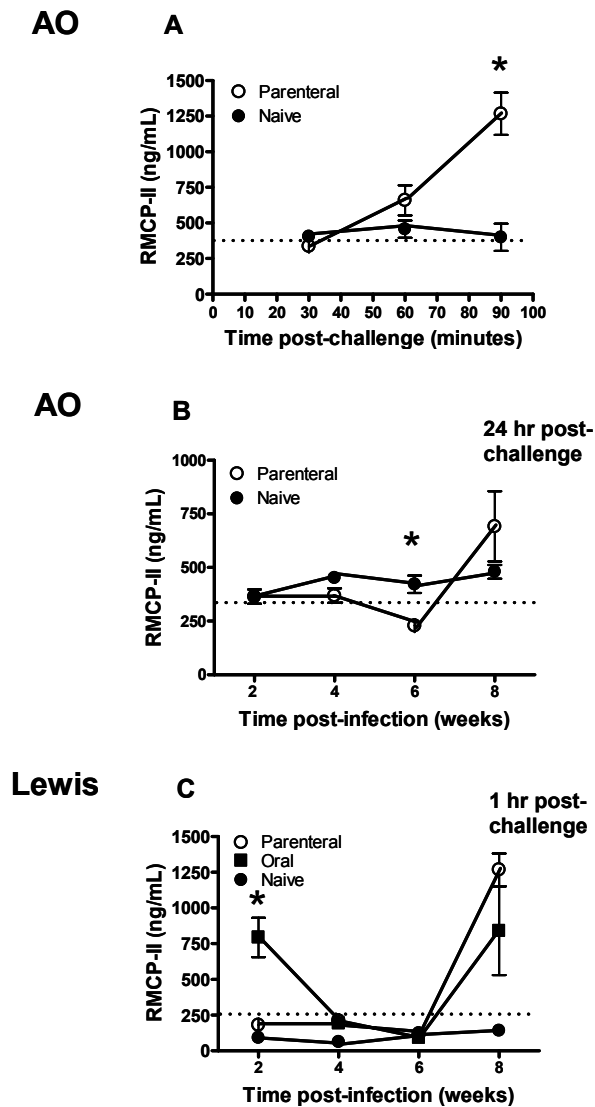 AO
A
*
1500
1250
1000
750
500
250
0
RMCP-II (ng/mL)
Parenteral
Naive
0 10 20 30 40 50 60 70 80 90 100
Time post-challenge (minutes)
AO
B
24 hr post-
challenge
1000
750
500
250
0
RMCP-II (ng/mL)
Parenteral
Naive
*
2 4 6 8
Time post-infection (weeks)
Lewis
C
1 hr post-
challenge
1500
1250
1000
750
500
250
0
RMCP-II (ng/mL)
Parenteral
Oral
Naive
*
2 4 6 8
Time post-infection (weeks)